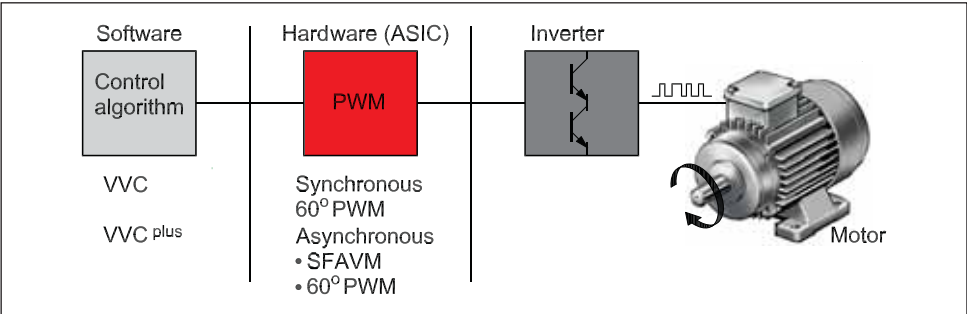 Software
Hardware (ASIC)
Inverter
Control
algorithm
PWM
VVC
VVC plus
Synchronous
60° PWM
Asynchronous
• SFAVM
• 60° PWM
Motor